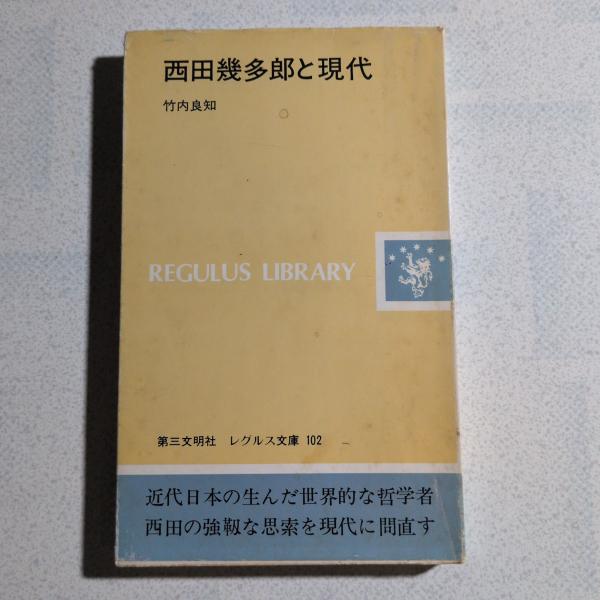 西田幾多郎と現代
竹内良知
REGULUS LIBRARY
第三文明社 レグルス文庫 102
近代日本の生んだ世界的な哲学者
西田の強靱な思索を現代に問直す